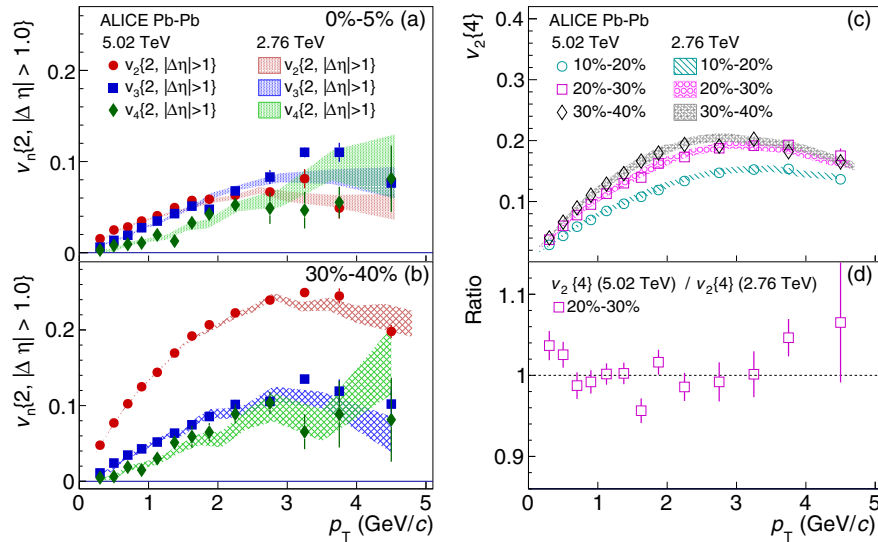 ALICE Pb-Pb 0%-5% (a)
5.02 TeV 2.76 TeV
v2{2, |Δη|>1} v2{2, |Δη|>1}
v3{2, |Δη|>1} v3{2, |Δη|>1}
v4{2, |Δη|>1} v4{2, |Δη|>1}
vn{2, |Δη| > 1.0}
0.2
0.1
0
30%-40% (b)
vn{2, |Δη| > 1.0}
0.2
0.1
0
0 1 2 3 4 5
pT (GeV/c)
ALICE Pb-Pb (c)
5.02 TeV 2.76 TeV
10%-20% 10%-20%
20%-30% 20%-30%
30%-40% 30%-40%
v2{4}
0.4
0.3
0.2
0.1
v2{4} (5.02 TeV) / v2{4} (2.76 TeV) (d)
20%-30%
Ratio
1.1
1
0.9
0 1 2 3 4 5
pT (GeV/c)